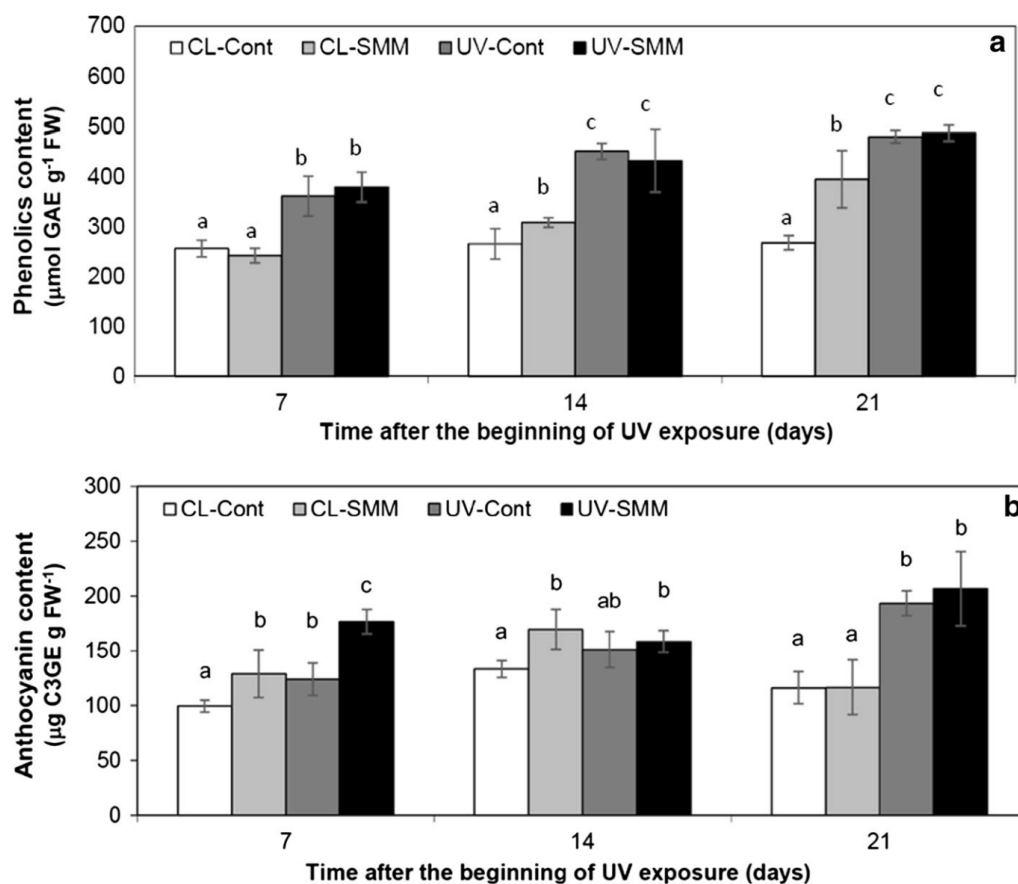 a
CL-Cont CL-SMM UV-Cont UV-SMM
Phenolics content
(µmol GAE g⁻¹ FW)
700
600
500
400
300
200
100
0
a a b b
a b c c
a b c c
7 14 21
Time after the beginning of UV exposure (days)
b
CL-Cont CL-SMM UV-Cont UV-SMM
Anthocyanin content
(µg C3GE g FW⁻¹)
300
250
200
150
100
50
0
a b b c
a b ab b
a a b b
7 14 21
Time after the beginning of UV exposure (days)